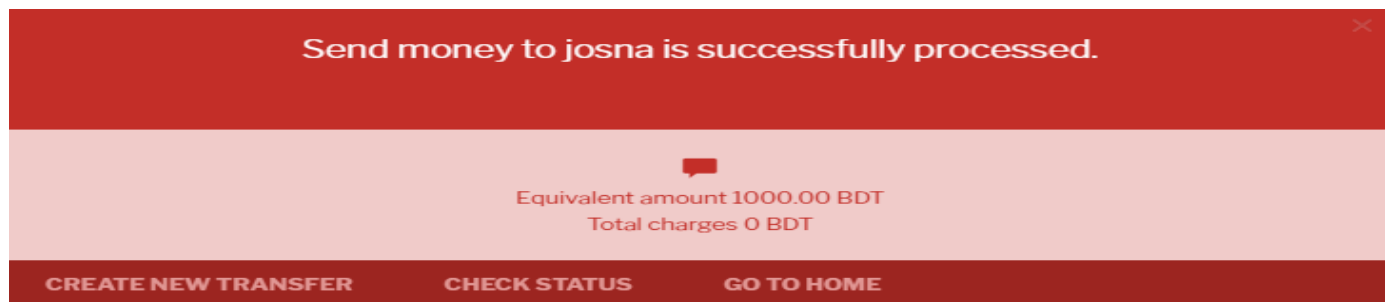 Send money to josna is successfully processed.
Equivalent amount 1000.00 BDT
Total charges 0 BDT
CREATE NEW TRANSFER CHECK STATUS GO TO HOME